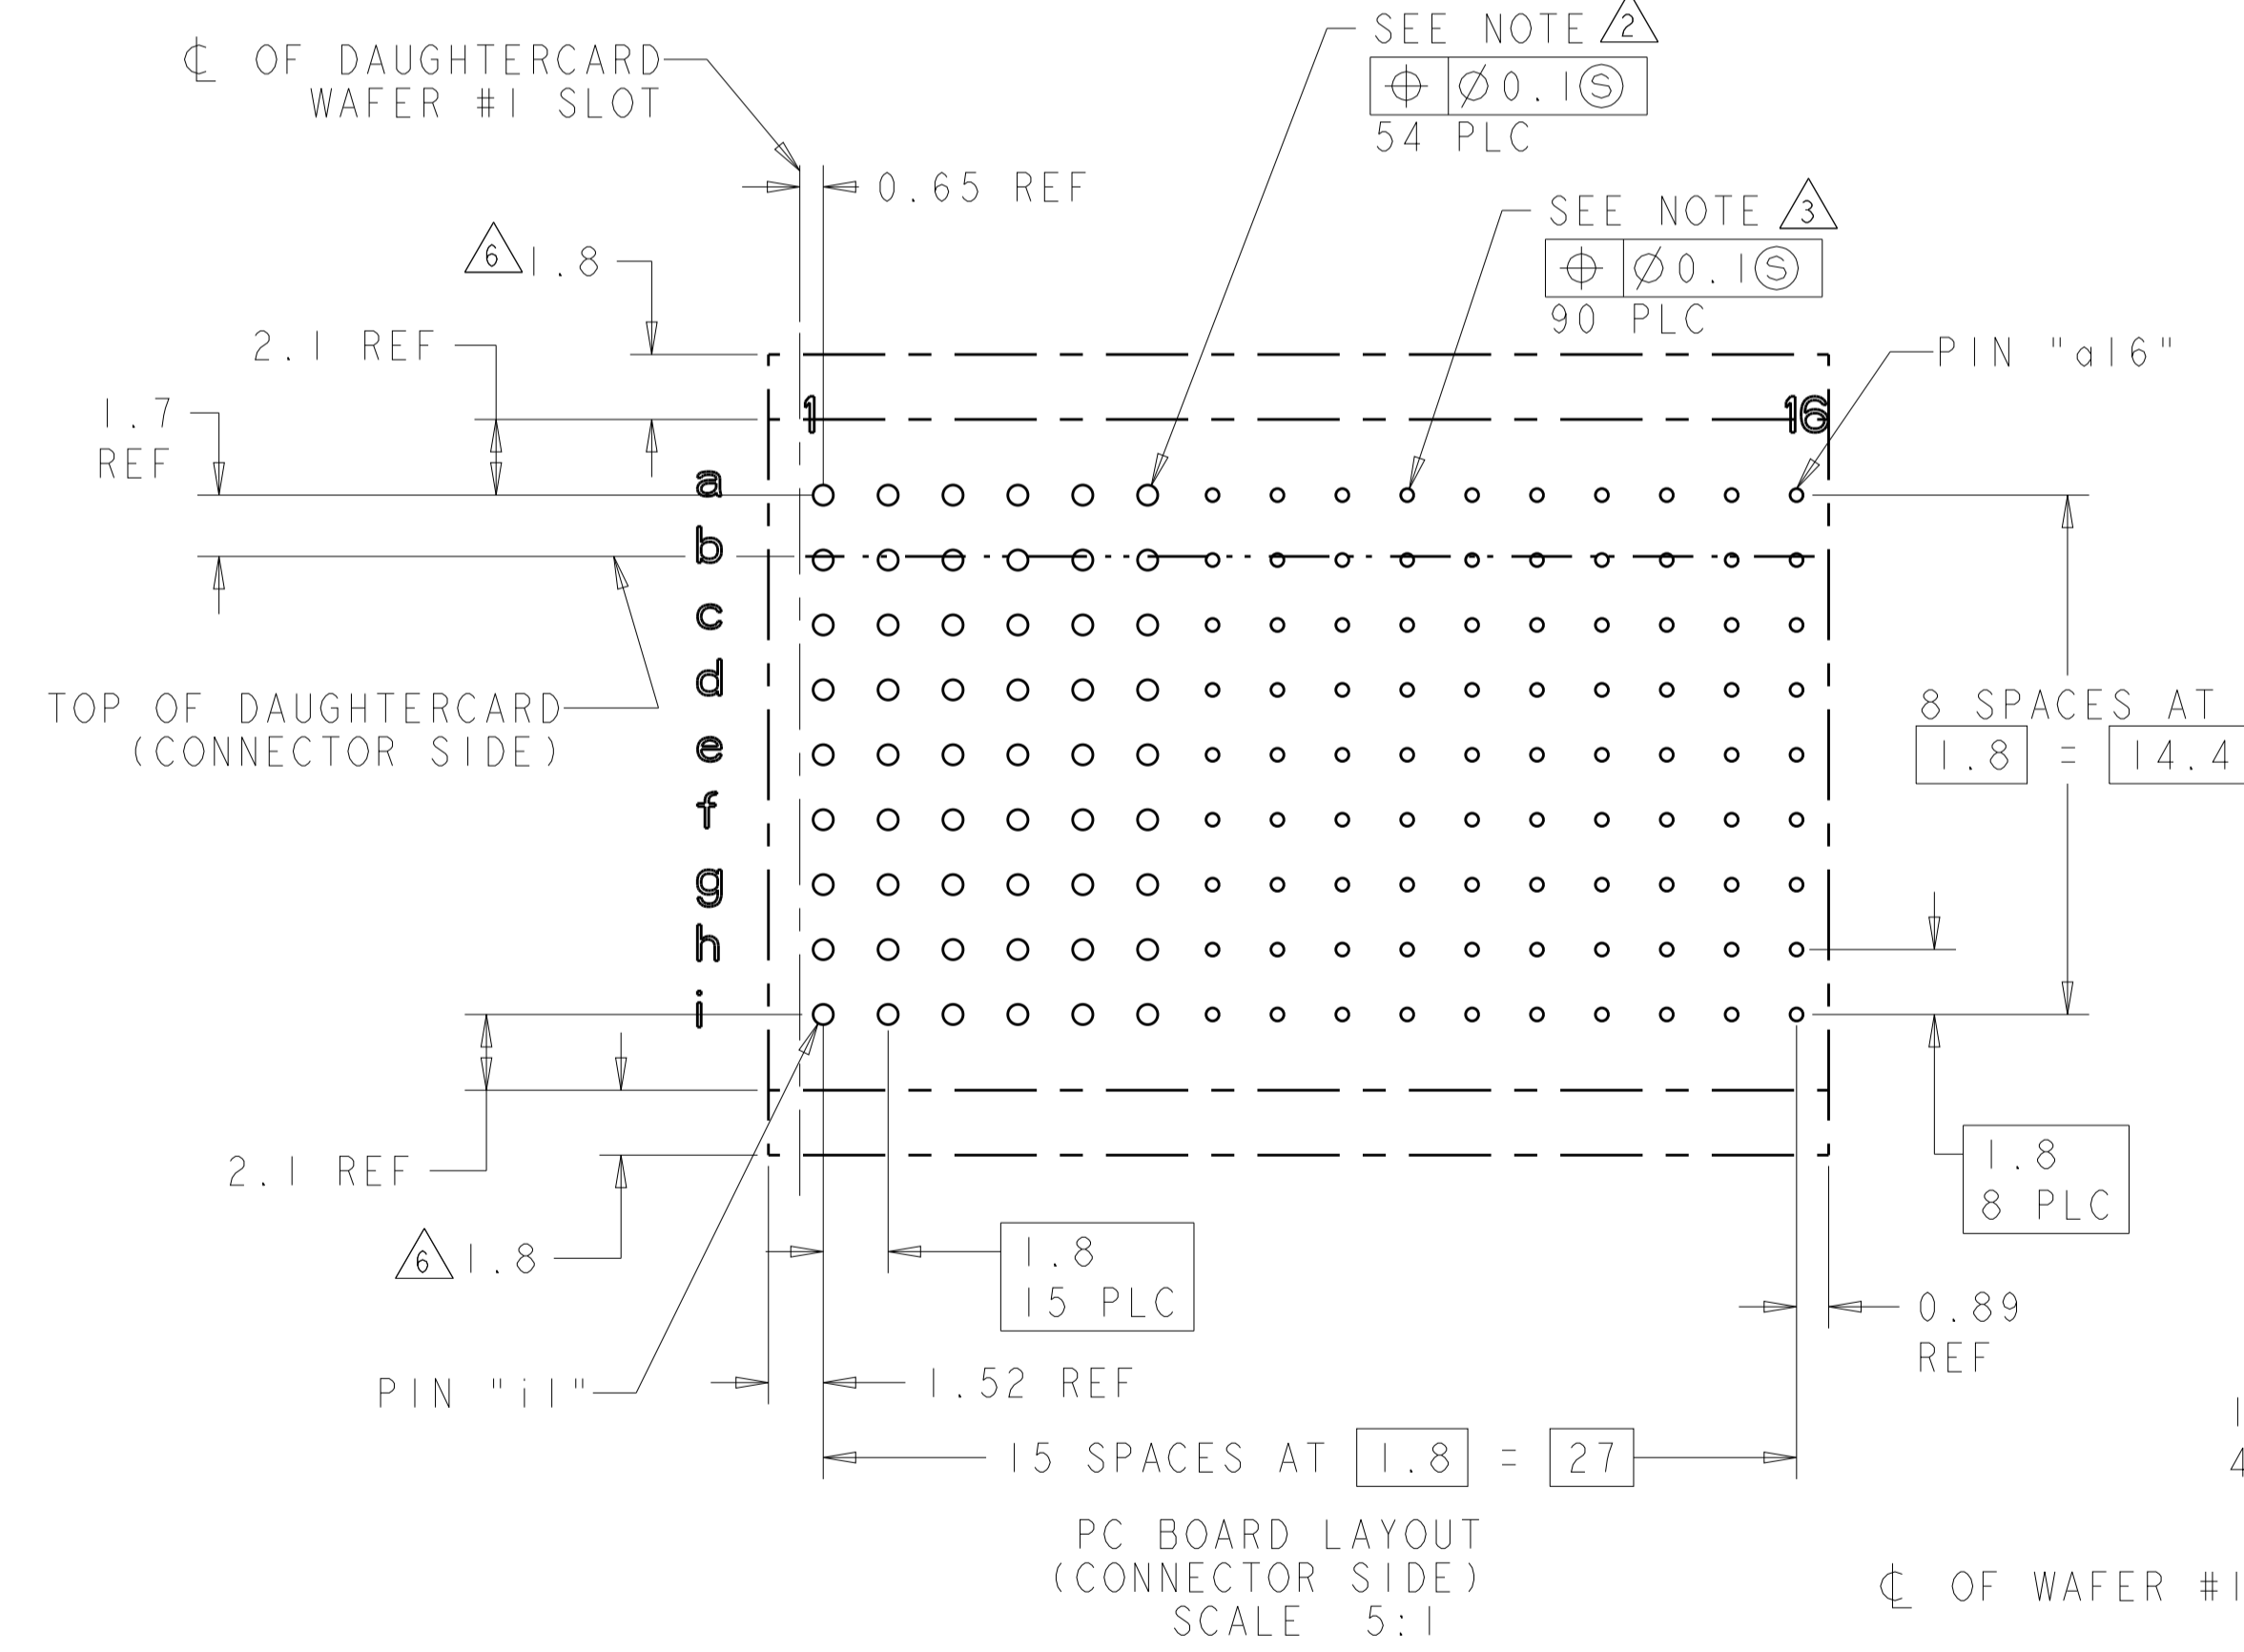 ℄ OF DAUGHTERCARD
WAFER #1 SLOT
SEE NOTE 2
⌖ ⌀0.1Ⓢ
54 PLC
0.65 REF
SEE NOTE 3
⌖ ⌀0.1Ⓢ
90 PLC
6 1.8
2.1 REF
PIN "a16"
1.7
REF
1
16
a
b
c
d
e
f
g
h
i
TOP OF DAUGHTERCARD
(CONNECTOR SIDE)
8 SPACES AT
1.8 = 14.4
2.1 REF
1.8
8 PLC
6 1.8
1.8
15 PLC
0.89
REF
PIN "i1"
1.52 REF
15 SPACES AT 1.8 = 27
PC BOARD LAYOUT
(CONNECTOR SIDE)
SCALE 5:1
℄ OF WAFER #1